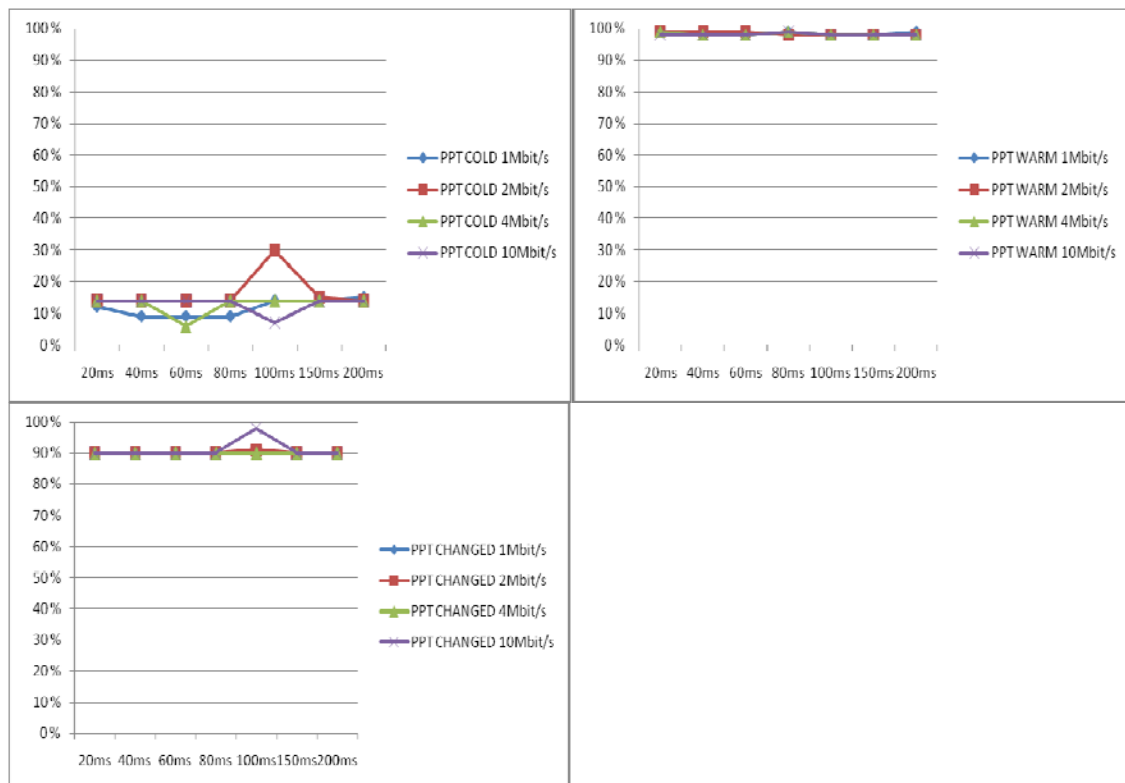 100%
90%
80%
70%
60%
50%
40%
30%
20%
10%
0%
20ms 40ms 60ms 80ms 100ms 150ms 200ms
PPT COLD 1Mbit/s
PPT COLD 2Mbit/s
PPT COLD 4Mbit/s
PPT COLD 10Mbit/s
100%
90%
80%
70%
60%
50%
40%
30%
20%
10%
0%
20ms 40ms 60ms 80ms 100ms 150ms 200ms
PPT WARM 1Mbit/s
PPT WARM 2Mbit/s
PPT WARM 4Mbit/s
PPT WARM 10Mbit/s
100%
90%
80%
70%
60%
50%
40%
30%
20%
10%
0%
20ms 40ms 60ms 80ms 100ms 150ms 200ms
PPT CHANGED 1Mbit/s
PPT CHANGED 2Mbit/s
PPT CHANGED 4Mbit/s
PPT CHANGED 10Mbit/s